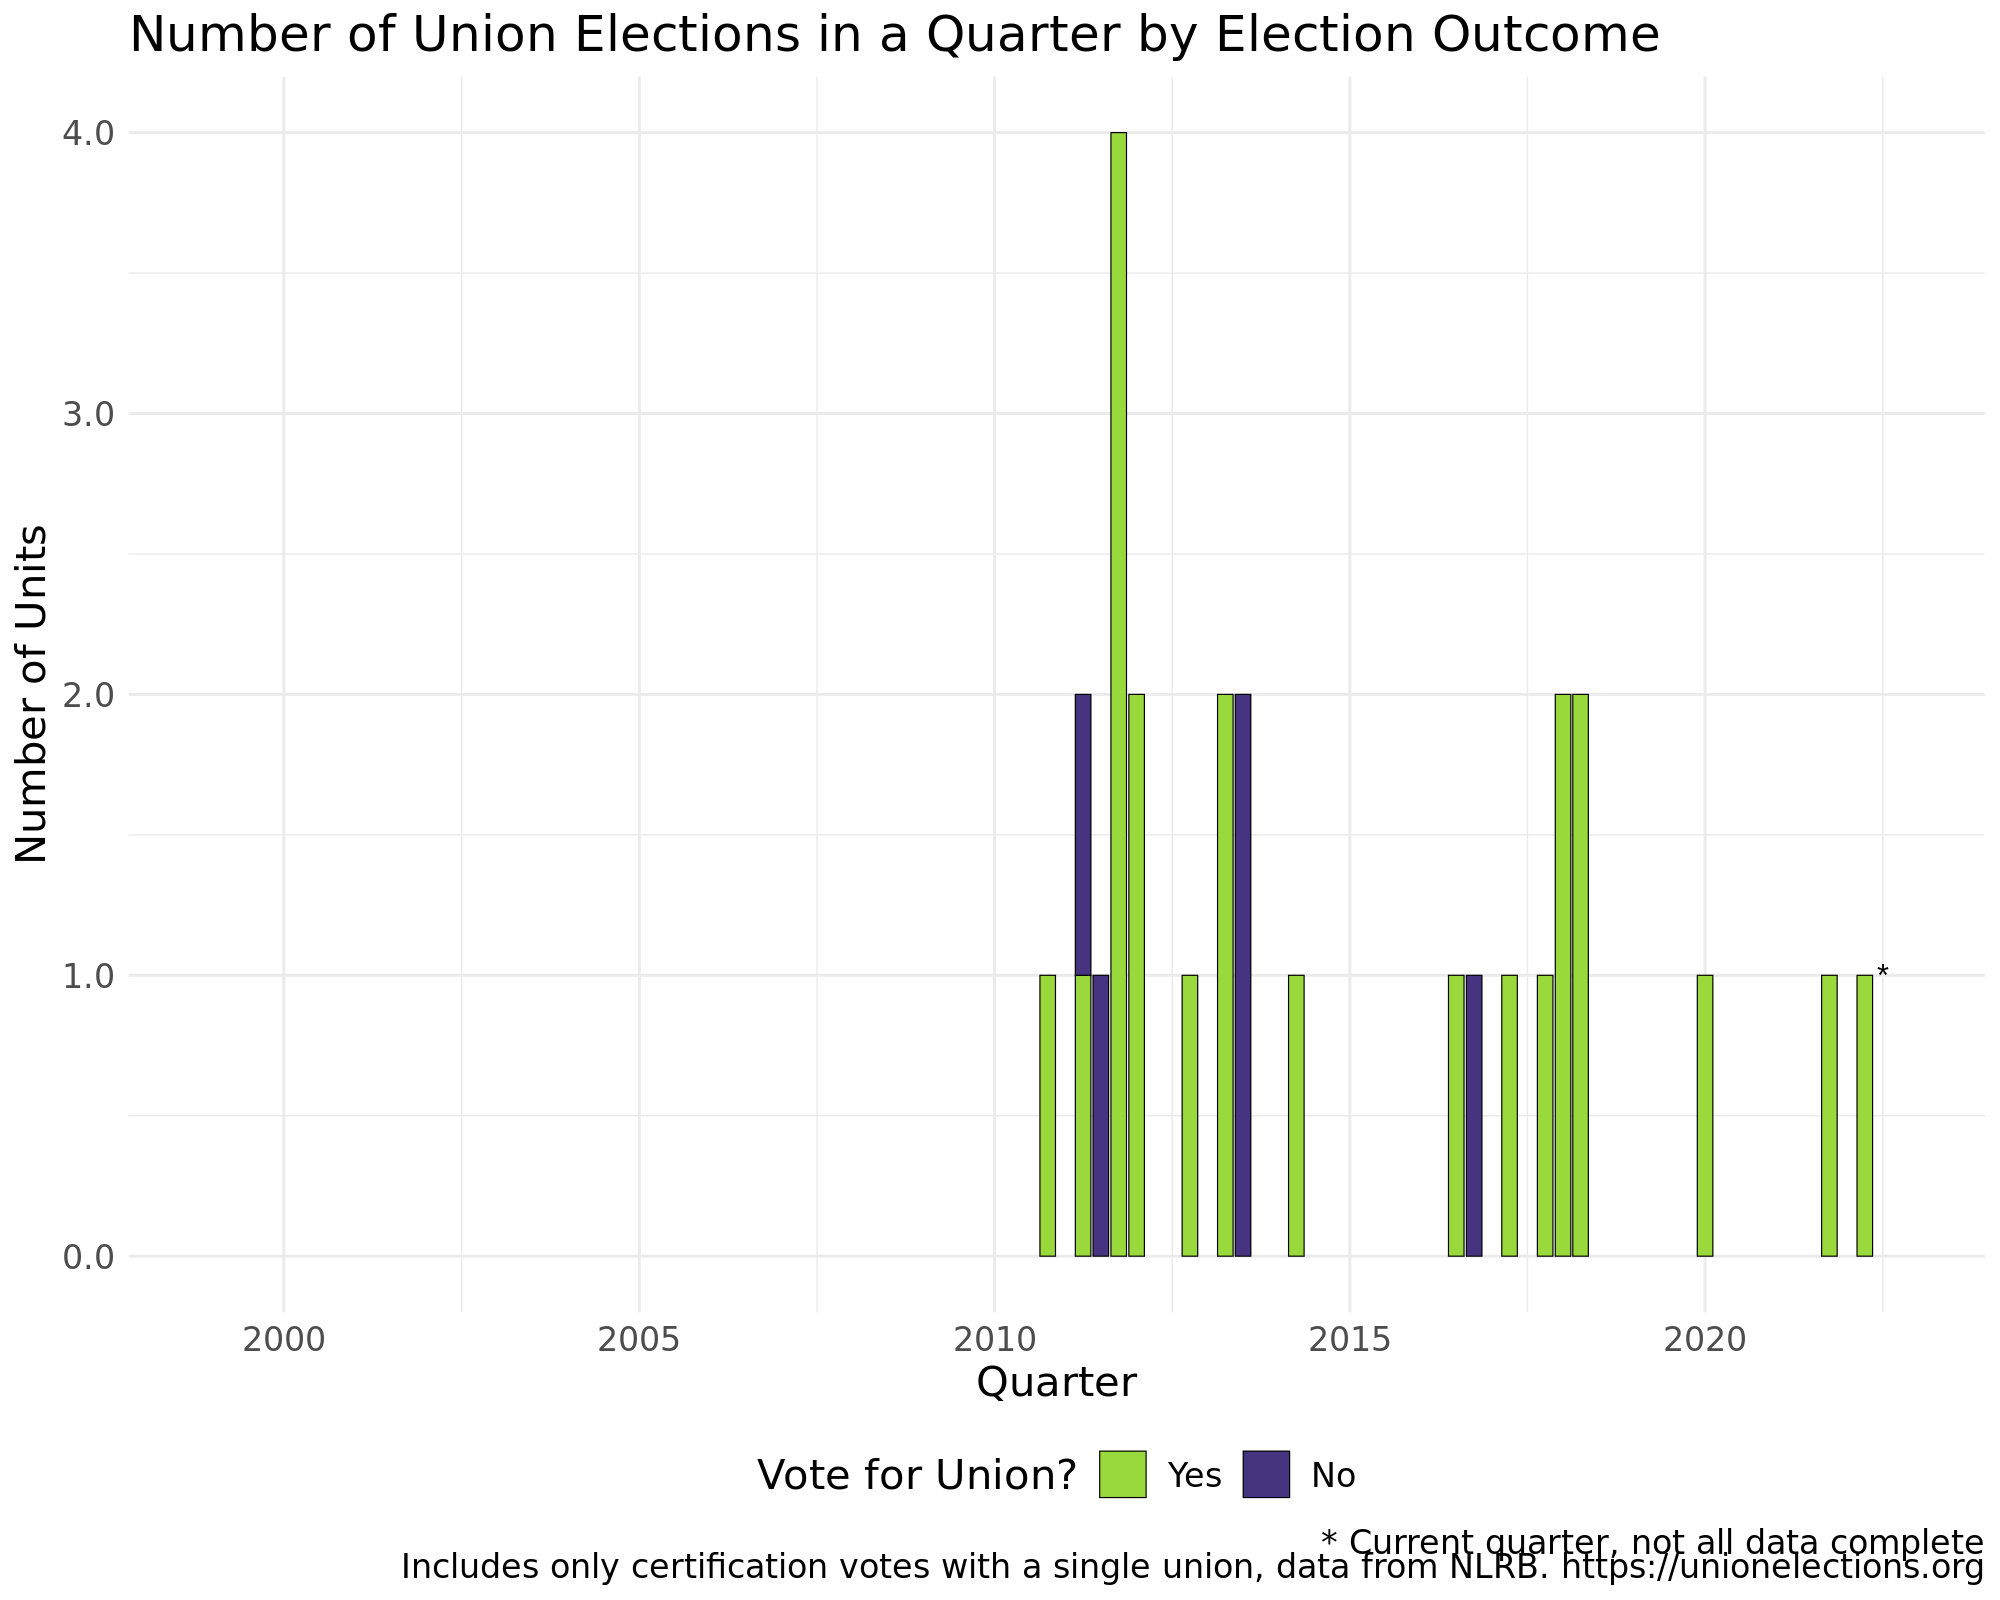 Number of Union Elections in a Quarter by Election Outcome
4.0
3.0
2.0
1.0
0.0
Number of Units
*
2000 2005 2010 2015 2020
Quarter
Vote for Union? Yes No
* Current quarter, not all data complete
Includes only certification votes with a single union, data from NLRB. https://unionelections.org